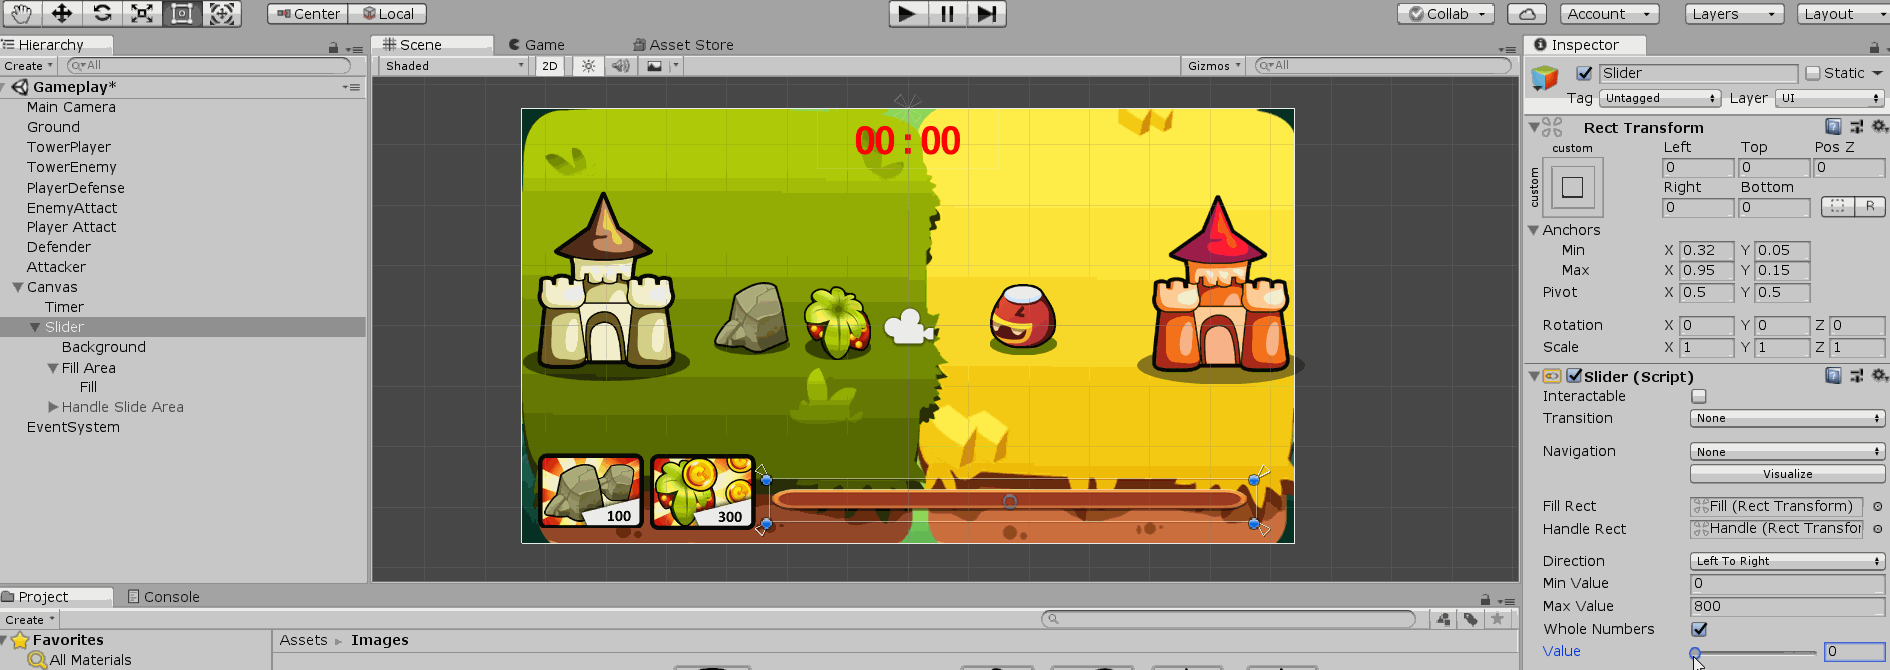 Center Local Collab Account Layers Layout
Hierarchy
Create All
Gameplay*
Main Camera
Ground
TowerPlayer
TowerEnemy
PlayerDefense
EnemyAttact
Player Attact
Defender
Attacker
Canvas
Timer
Slider
Background
Fill Area
Fill
Handle Slide Area
EventSystem
Scene Game Asset Store
Shaded 2D Gizmos All
00:00
100 300
Inspector
Slider Static
Tag Untagged Layer UI
Rect Transform
custom Left Top Pos Z
custom
0 0 0
Right Bottom
0 0 R
Anchors
Min X 0.32 Y 0.05
Max X 0.95 Y 0.15
Pivot X 0.5 Y 0.5
Rotation X 0 Y 0 Z 0
Scale X 1 Y 1 Z 1
Slider (Script)
Interactable
Transition None
Navigation None
Visualize
Fill Rect Fill (Rect Transform)
Handle Rect Handle (Rect Transfor
Direction Left To Right
Min Value 0
Max Value 800
Whole Numbers
Value 0
Project Console
Create
Favorites Assets Images
All Materials